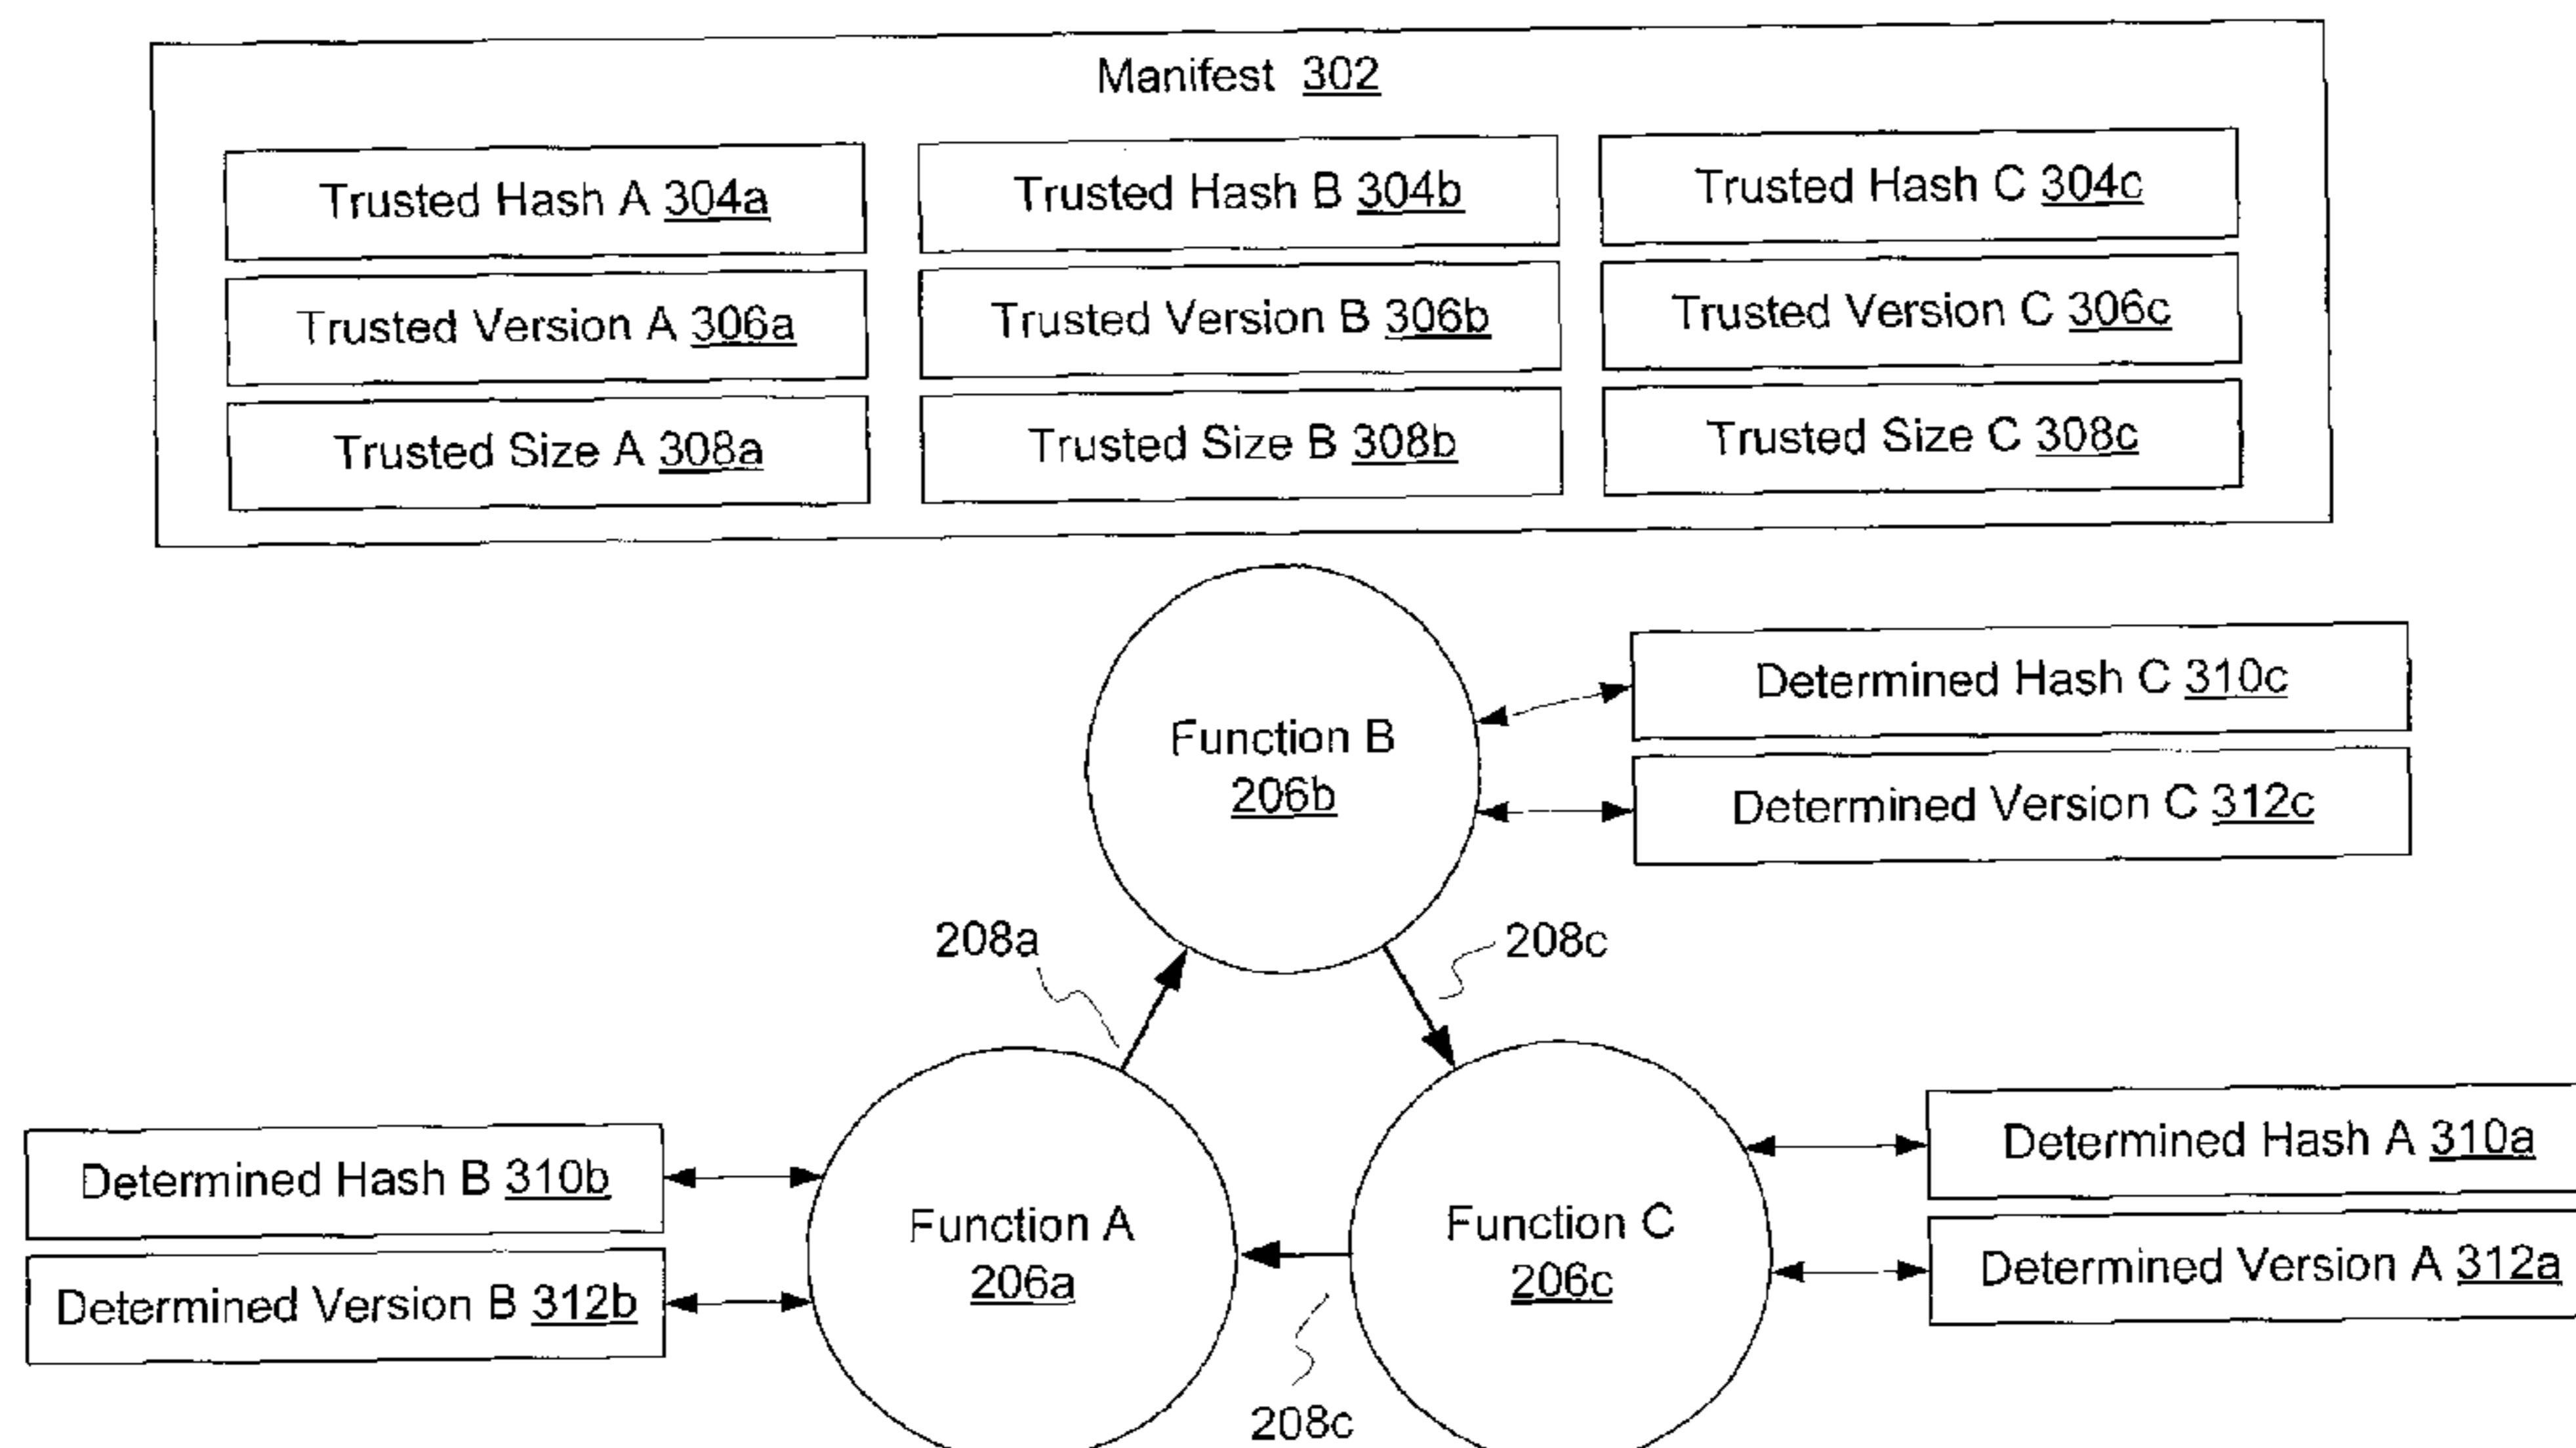 Manifest 302
Trusted Hash A 304a
Trusted Hash B 304b
Trusted Hash C 304c
Trusted Version A 306a
Trusted Version B 306b
Trusted Version C 306c
Trusted Size A 308a
Trusted Size B 308b
Trusted Size C 308c
Function B
206b
Determined Hash C 310c
Determined Version C 312c
208a
208c
Determined Hash B 310b
Determined Version B 312b
Function A
206a
Function C
206c
Determined Hash A 310a
Determined Version A 312a
208c